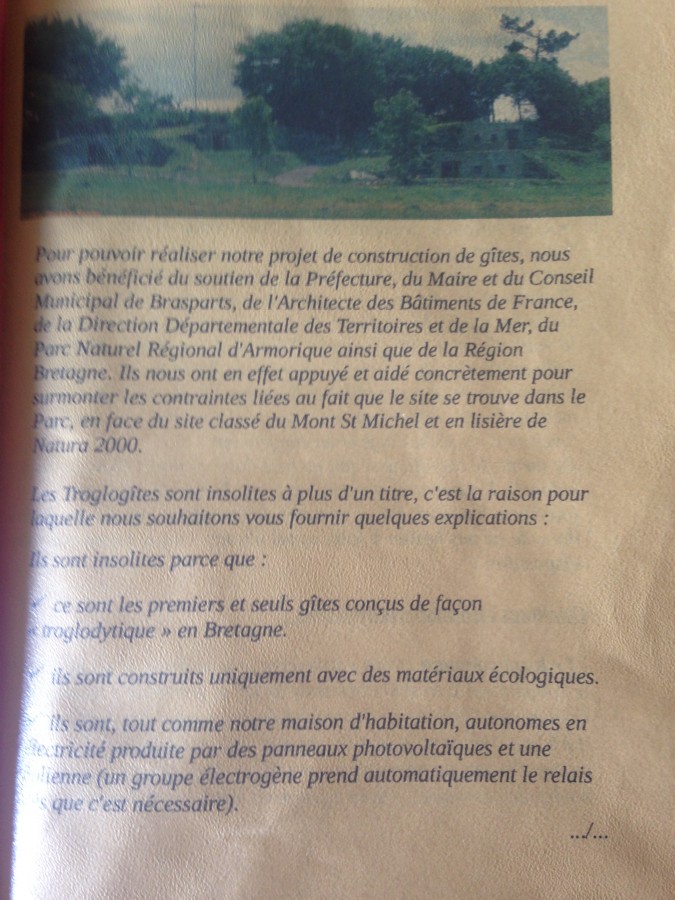 Pour pouvoir réaliser notre projet de construction de gîtes, nous
avons bénéficié du soutien de la Préfecture, du Maire et du Conseil
Municipal de Brasparts, de l'Architecte des Bâtiments de France,
de la Direction Départementale des Territoires et de la Mer, du
Parc Naturel Régional d'Armorique ainsi que de la Région
Bretagne. Ils nous ont en effet appuyé et aidé concrètement pour
surmonter les contraintes liées au fait que le site se trouve dans le
Parc, en face du site classé du Mont St Michel et en lisière de
Natura 2000.
Les Troglogîtes sont insolites à plus d'un titre, c'est la raison pour
laquelle nous souhaitons vous fournir quelques explications :
Ils sont insolites parce que :
✓ ce sont les premiers et seuls gîtes conçus de façon
« troglodytique » en Bretagne.
✓ ils sont construits uniquement avec des matériaux écologiques.
✓ ils sont, tout comme notre maison d'habitation, autonomes en
électricité produite par des panneaux photovoltaïques et une
éolienne (un groupe électrogène prend automatiquement le relais
que c'est nécessaire).
.../...